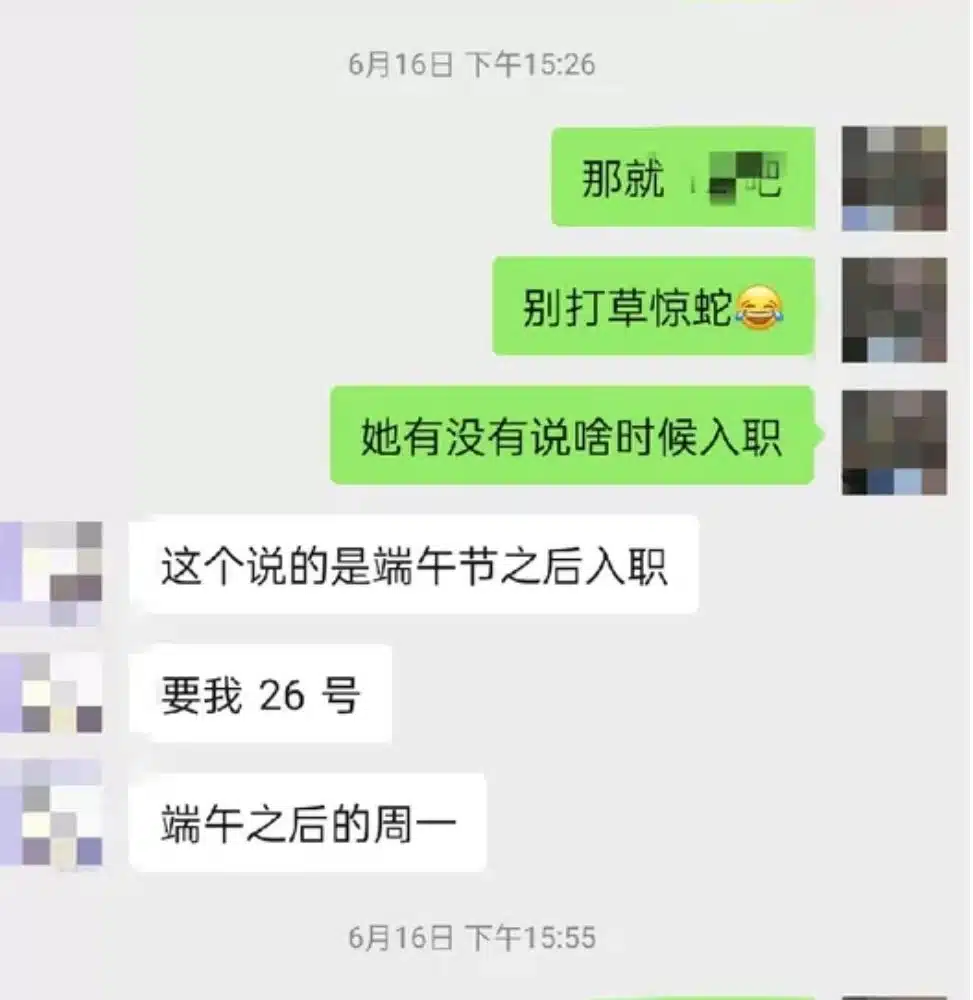 6月16日 下午15:26
那就 吧
别打草惊蛇😂
她有没有说啥时候入职
这个说的是端午节之后入职
要我 26 号
端午之后的周一
6月16日 下午15:55